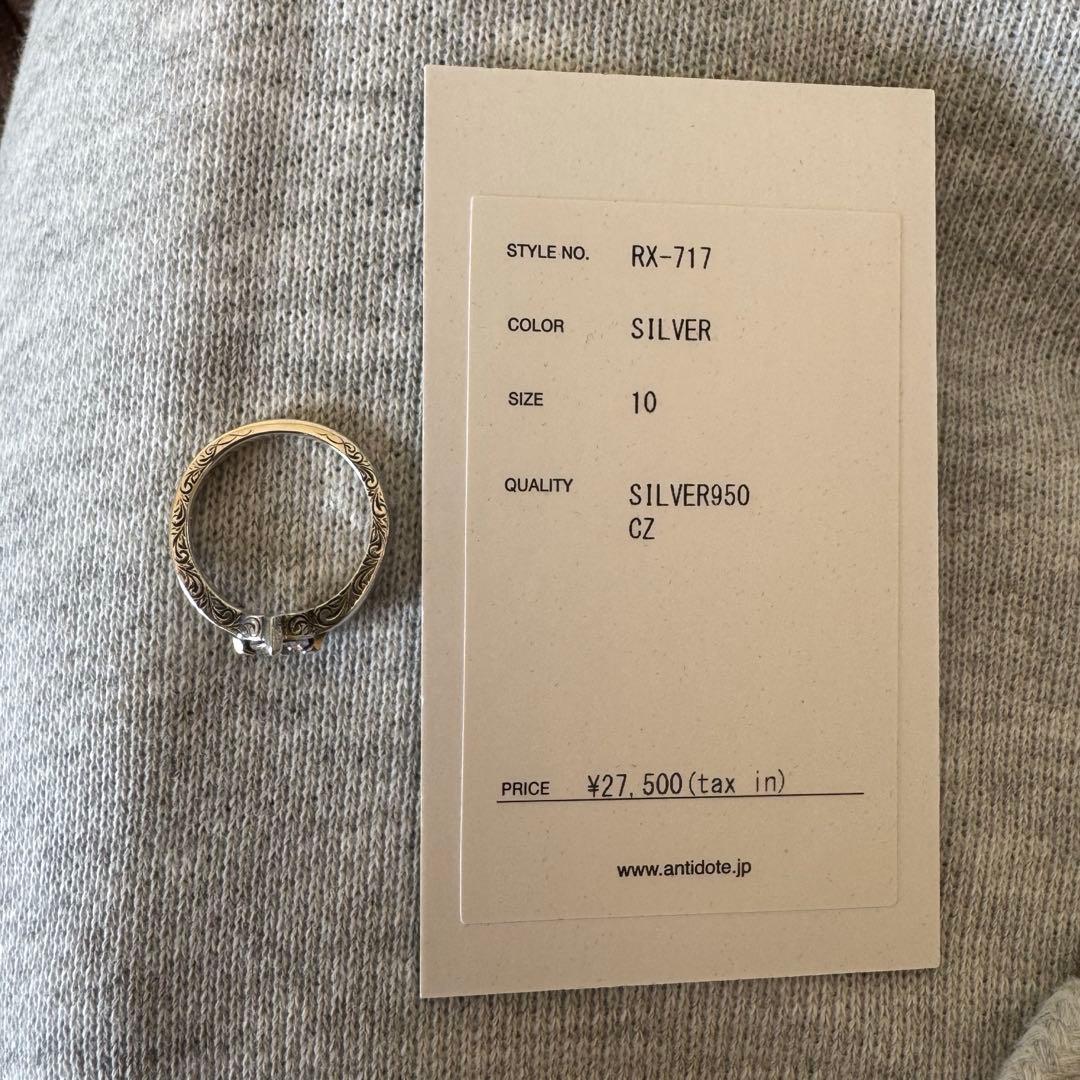 STYLE NO. RX-717
COLOR SILVER
SIZE 10
QUALITY SILVER950
CZ
PRICE ¥27,500(tax in)
www.antidote.jp